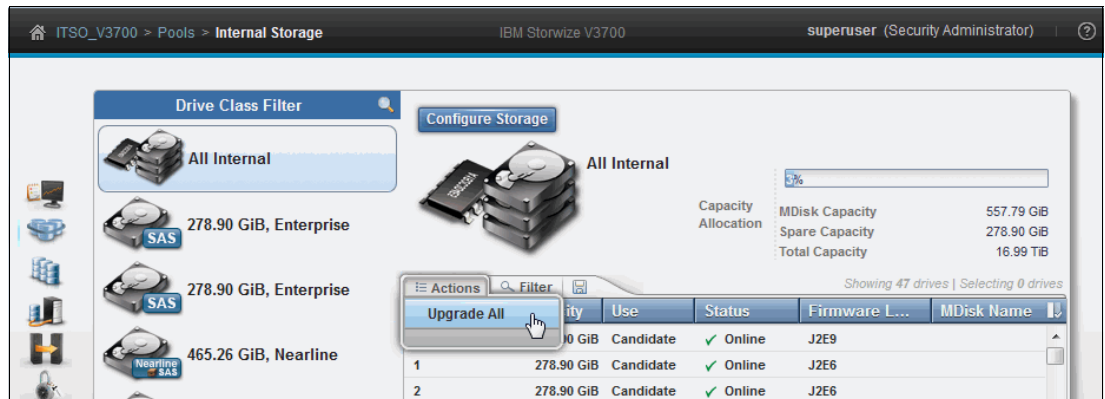 ITSO_V3700 > Pools > Internal Storage
IBM Storwize V3700
superuser (Security Administrator)
?
Drive Class Filter
All Internal
278.90 GiB, Enterprise
SAS
278.90 GiB, Enterprise
SAS
465.26 GiB, Nearline
Nearline
SAS
Configure Storage
All Internal
Capacity
Allocation
3%
MDisk Capacity 557.79 GiB
Spare Capacity 278.90 GiB
Total Capacity 16.99 TiB
Actions Filter
Showing 47 drives | Selecting 0 drives
Upgrade All
ity Use Status Firmware L... MDisk Name
00 GiB Candidate Online J2E9
1 278.90 GiB Candidate Online J2E6
2 278.90 GiB Candidate Online J2E6